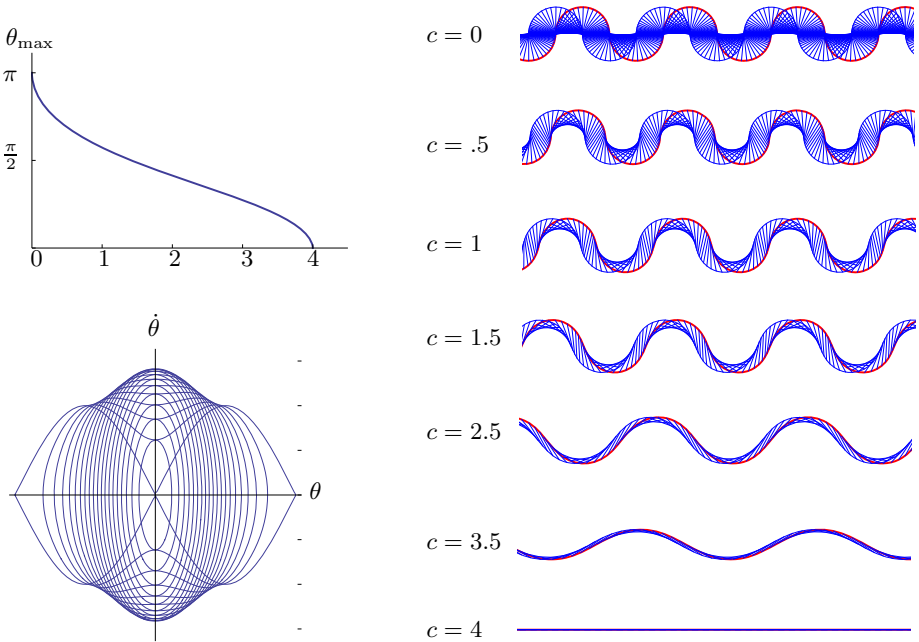 θmax
π
π/2
0 1 2 3 4
θ̇
θ
c = 0
c = .5
c = 1
c = 1.5
c = 2.5
c = 3.5
c = 4